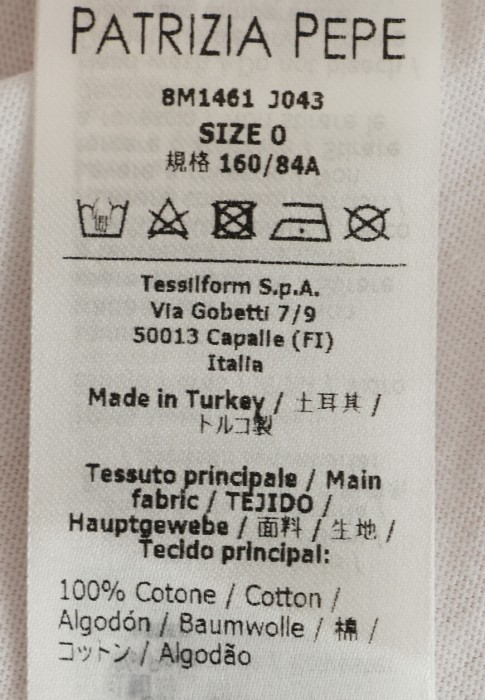 PATRIZIA PEPE
8M1461 J043
SIZE 0
規格 160/84A
Tessilform S.p.A.
Via Gobetti 7/9
50013 Capalle (FI)
Italia
Made in Turkey / 土耳其 /
トルコ製
Tessuto principale / Main
fabric / TEJIDO /
Hauptgewebe / 面料 / 生地 /
Tecido principal:
100% Cotone / Cotton /
Algodón / Baumwolle / 棉 /
コットン / Algodão